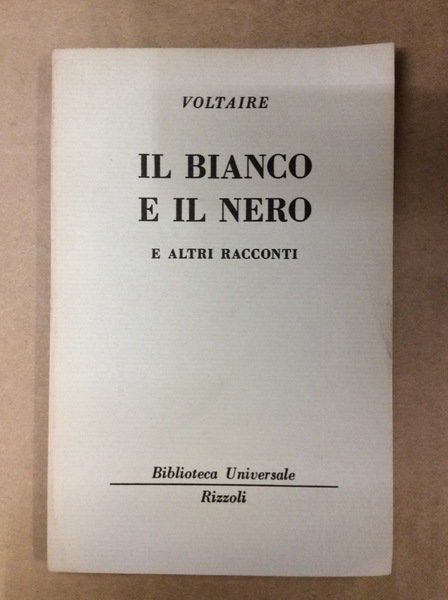 VOLTAIRE
IL BIANCO
E IL NERO
E ALTRI RACCONTI
Biblioteca Universale
Rizzoli